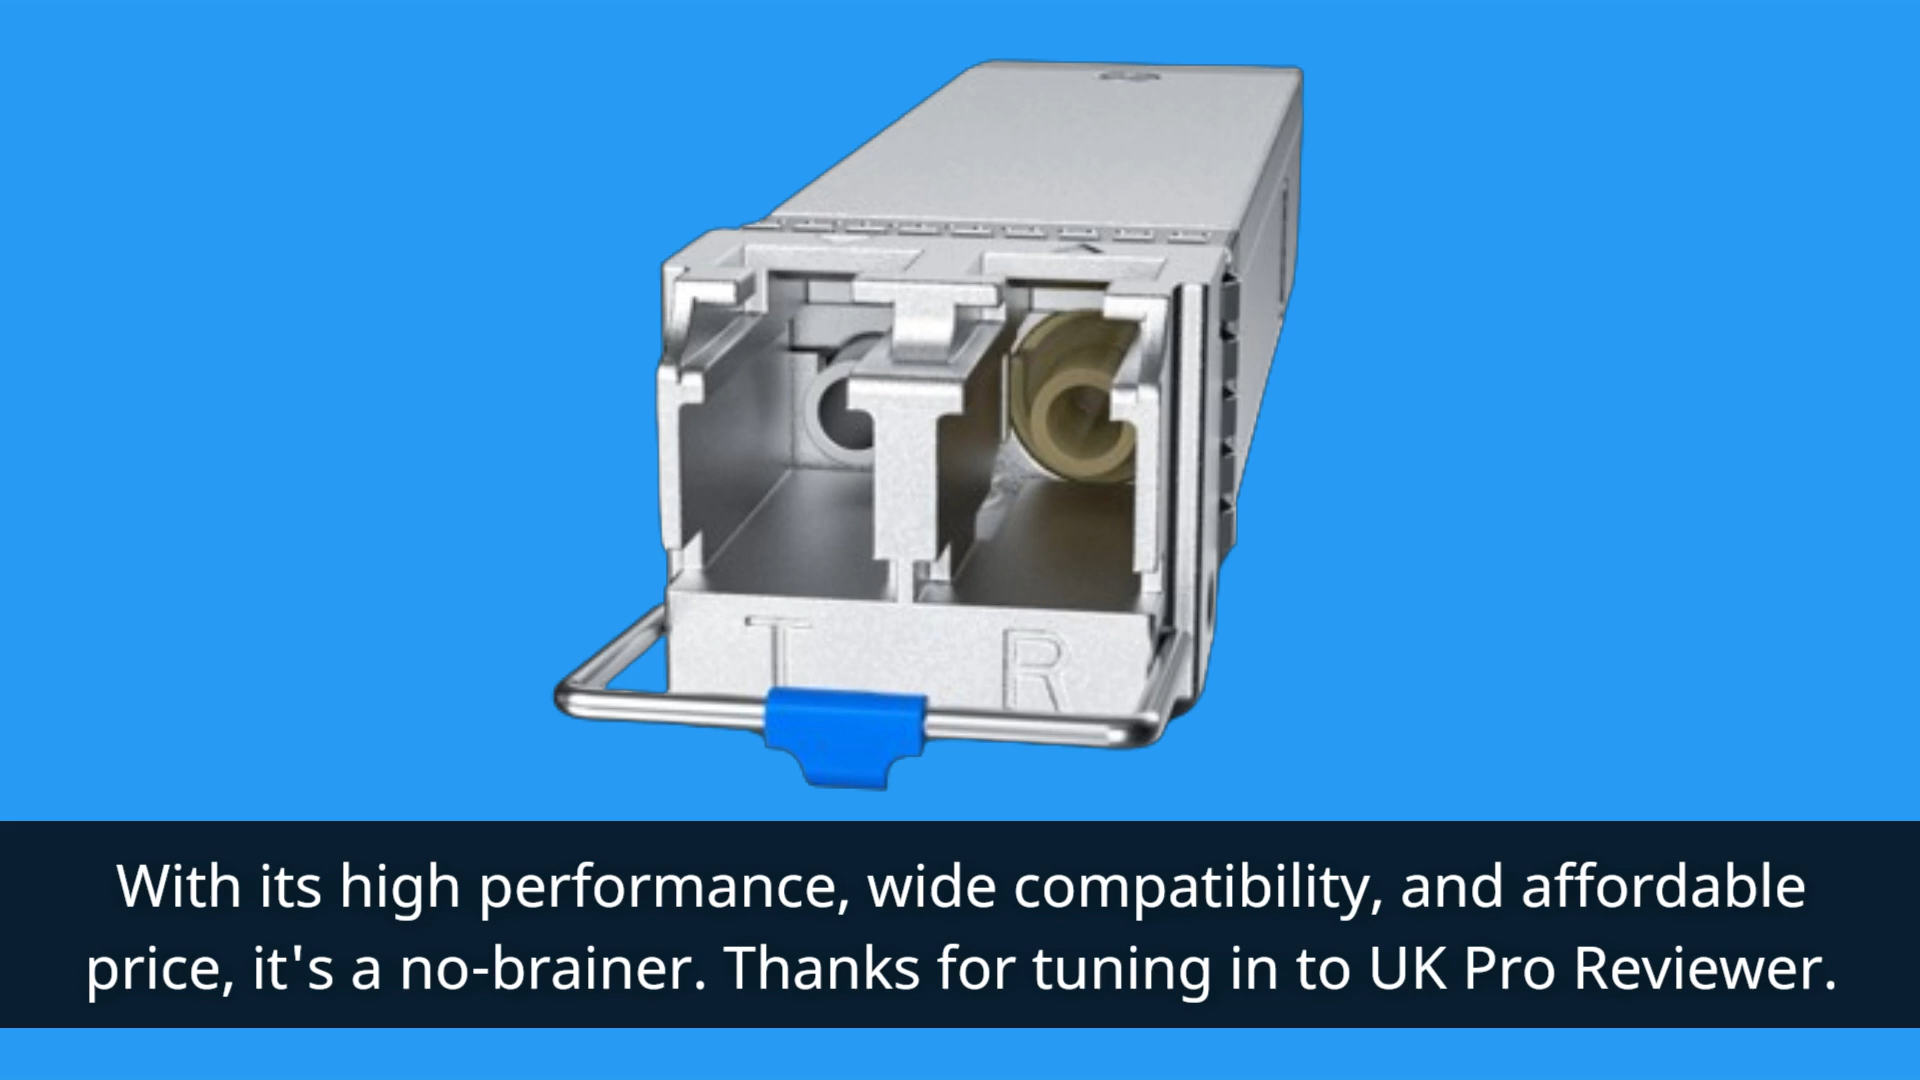 T R
With its high performance, wide compatibility, and affordable
price, it's a no-brainer. Thanks for tuning in to UK Pro Reviewer.